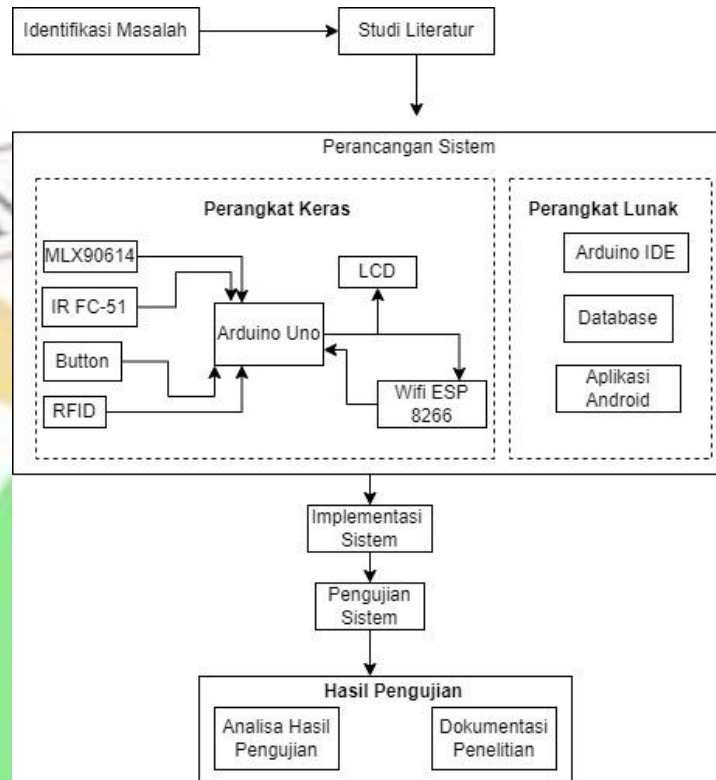 Identifikasi Masalah
Studi Literatur
Perancangan Sistem
Perangkat Keras
MLX90614
IR FC-51
Button
RFID
Arduino Uno
LCD
Wifi ESP
8266
Perangkat Lunak
Arduino IDE
Database
Aplikasi
Android
Implementasi
Sistem
Pengujian
Sistem
Hasil Pengujian
Analisa Hasil
Pengujian
Dokumentasi
Penelitian